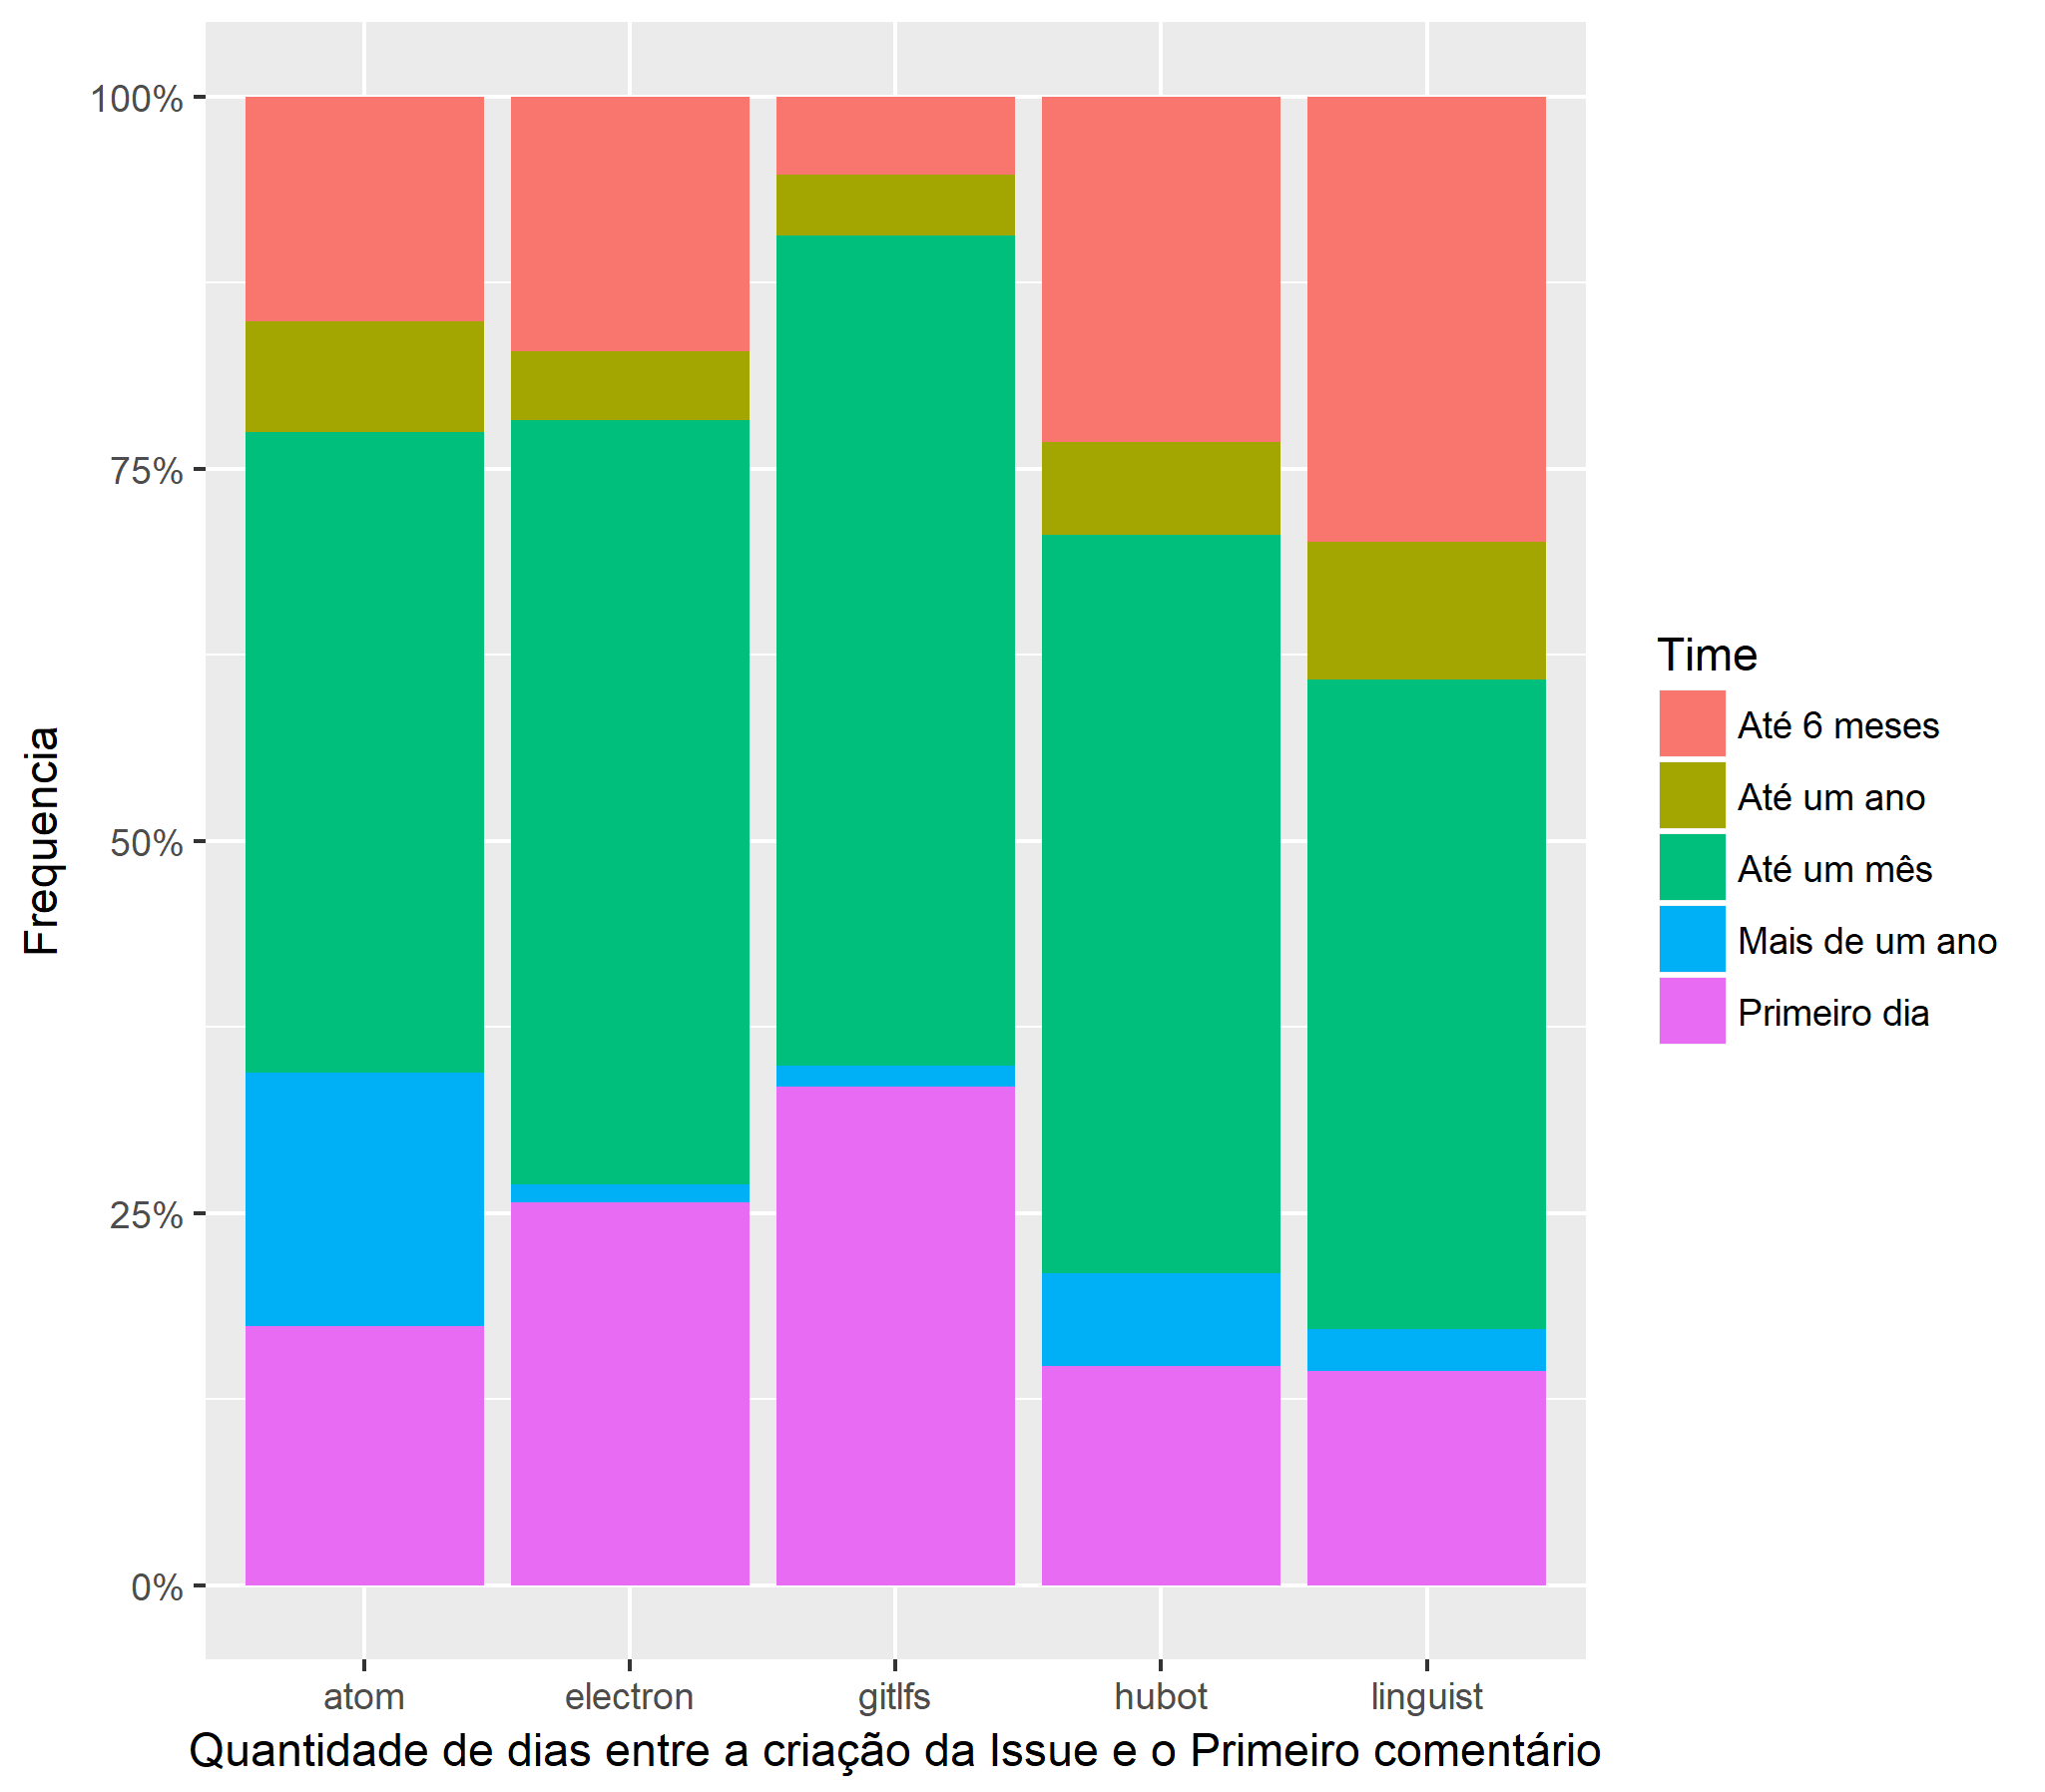 Frequencia
100%
75%
50%
25%
0%
atom electron gitlfs hubot linguist
Quantidade de dias entre a criação da Issue e o Primeiro comentário
Time
Até 6 meses
Até um ano
Até um mês
Mais de um ano
Primeiro dia